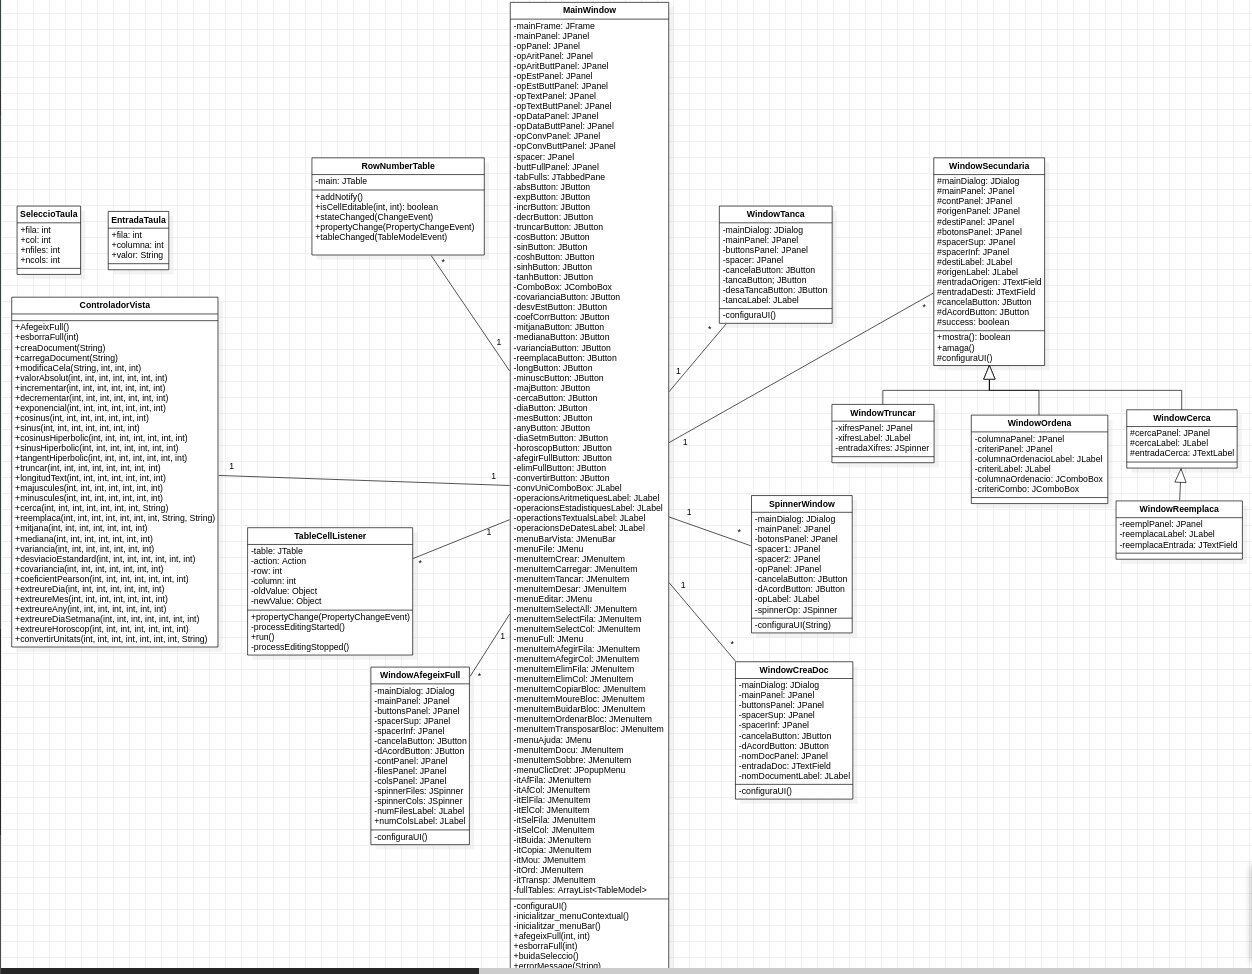 MainWindow
-mainFrame: JFrame
-mainPanel: JPanel
-opPanel: JPanel
-opAritPanel: JPanel
-opAritButtPanel: JPanel
-opEstPanel: JPanel
-opEstButtPanel: JPanel
-opTextPanel: JPanel
-opTextButtPanel: JPanel
-opDataPanel: JPanel
-opDataButtPanel: JPanel
-opConvPanel: JPanel
-opConvButtPanel: JPanel
-spacer: JPanel
-buttFullPanel: JPanel
-tabFulls: JTabbedPane
-absButton: JButton
-expButton: JButton
-incrButton: JButton
-decrButton: JButton
-truncarButton: JButton
-cosButton: JButton
-sinButton: JButton
-coshButton: JButton
-sinhButton: JButton
-tanhButton: JButton
-ComboBox: JComboBox
-covarianciaButton: JButton
-desvEstButton: JButton
-coefCorrButton: JButton
-mitjanaButton: JButton
-medianaButton: JButton
-varianciaButton: JButton
-reemplacaButton: JButton
-longButton: JButton
-minuscButton: JButton
-majButton: JButton
-cercaButton: JButton
-diaButton: JButton
-mesButton: JButton
-anyButton: JButton
-diaSetmButton: JButton
-horoscopButton: JButton
-afegirFullButton: JButton
-elimFullButton: JButton
-convertirButton: JButton
-convUniComboBox: JLabel
-operacionsAritmetiquesLabel: JLabel
-operacionsEstadistiquesLabel: JLabel
-operactionsTextualsLabel: JLabel
-operacionsDeDatesLabel: JLabel
-menuBarVista: JMenuBar
-menuFile: JMenu
-menuItemCrear: JMenuItem
-menuItemCarregar: JMenuItem
-menuItemTancar: JMenuItem
-menuItemDesar: JMenuItem
-menuEditar: JMenu
-menuItemSelectAll: JMenuItem
-menuItemSelectFila: JMenuItem
-menuItemSelectCol: JMenuItem
-menuFull: JMenu
-menuItemAfegirFila: JMenuItem
-menuItemAfegirCol: JMenuItem
-menuItemElimFila: JMenuItem
-menuItemElimCol: JMenuItem
-menuItemCopiarBloc: JMenuItem
-menuItemMoureBloc: JMenuItem
-menuItemBuidarBloc: JMenuItem
-menuItemOrdenarBloc: JMenuItem
-menuItemTransposarBloc: JMenuItem
-menuAjuda: JMenu
-menuItemDocu: JMenuItem
-menuItemSobbre: JMenuItem
-menuClicDret: JPopupMenu
-itAfFila: JMenuItem
-itAfCol: JMenuItem
-itElFila: JMenuItem
-itElCol: JMenuItem
-itSelFila: JMenuItem
-itSelCol: JMenuItem
-itBuida: JMenuItem
-itCopia: JMenuItem
-itMou: JMenuItem
-itOrd: JMenuItem
-itTransp: JMenuItem
-fullTables: ArrayList<TableModel>
-configuraUI()
-inicialitzar_menuContextual()
-inicialitzar_menuBar()
+afegeixFull(int, int)
+esborraFull(int)
+buidaSeleccio()
+errorMessage(String)
RowNumberTable
-main: JTable
+addNotify()
+isCellEditable(int, int): boolean
+stateChanged(ChangeEvent)
+propertyChange(PropertyChangeEvent)
+tableChanged(TableModelEvent)
*
1
SeleccioTaula
+fila: int
+col: int
+nfiles: int
+ncols: int
EntradaTaula
+fila: int
+columna: int
+valor: String
ControladorVista
+AfegeixFull()
+esborraFull(int)
+creaDocument(String)
+carregaDocument(String)
+modificaCela(String, int, int, int)
+valorAbsolut(int, int, int, int, int, int, int)
+incrementar(int, int, int, int, int, int, int)
+decrementar(int, int, int, int, int, int, int)
+exponencial(int, int, int, int, int, int, int)
+cosinus(int, int, int, int, int, int, int)
+sinus(int, int, int, int, int, int, int)
+cosinusHiperbolic(int, int, int, int, int, int, int)
+sinusHiperbolic(int, int, int, int, int, int, int)
+tangentHiperbolic(int, int, int, int, int, int, int)
+truncar(int, int, int, int, int, int, int, int)
+longitudText(int, int, int, int, int, int, int)
+majuscules(int, int, int, int, int, int, int)
+minuscules(int, int, int, int, int, int, int)
+cerca(int, int, int, int, int, int, String)
+reemplaca(int, int, int, int, int, int, int, String, String)
+mitjana(int, int, int, int, int, int, int)
+mediana(int, int, int, int, int, int, int)
+variancia(int, int, int, int, int, int, int)
+desviacioEstandard(int, int, int, int, int, int, int)
+covariancia(int, int, int, int, int, int, int)
+coeficientPearson(int, int, int, int, int, int, int)
+extreureDia(int, int, int, int, int, int, int)
+extreureMes(int, int, int, int, int, int, int)
+extreureAny(int, int, int, int, int, int, int)
+extreureDiaSetmana(int, int, int, int, int, int, int)
+extreureHoroscop(int, int, int, int, int, int, int)
+convertirUnitats(int, int, int, int, int, int, int, String)
1
1
TableCellListener
-table: JTable
-action: Action
-row: int
-column: int
-oldValue: Object
-newValue: Object
+propertyChange(PropertyChangeEvent)
-processEditingStarted()
+run()
-processEditingStopped()
1
*
WindowAfegeixFull
-mainDialog: JDialog
-mainPanel: JPanel
-buttonsPanel: JPanel
-spacerSup: JPanel
-spacerInf: JPanel
-cancelaButton: JButton
-dAcordButton: JButton
-contPanel: JPanel
-filesPanel: JPanel
-colsPanel: JPanel
-spinnerFiles: JSpinner
-spinnerCols: JSpinner
-numFilesLabel: JLabel
+numColsLabel: JLabel
-configuraUI()
1
*
WindowTanca
-mainDialog: JDialog
-mainPanel: JPanel
-buttonsPanel: JPanel
-spacer: JPanel
-cancelaButton: JButton
-tancaButton; JButton
-desaTancaButton: JButton
-tancaLabel: JLabel
-configuraUI()
*
1
WindowSecundaria
#mainDialog: JDialog
#mainPanel: JPanel
#contPanel: JPanel
#origenPanel: JPanel
#destiPanel: JPanel
#botonsPanel: JPanel
#spacerSup: JPanel
#spacerInf: JPanel
#destiLabel: JLabel
#origenLabel: JLabel
#entradaOrigen: JTextField
#entradaDesti: JTextField
#cancelaButton: JButton
#dAcordButton: JButton
#success: boolean
+mostra(): boolean
+amaga()
#configuraUI()
*
1
WindowTruncar
-xifresPanel: JPanel
-xifresLabel: JLabel
-entradaXifres: JSpinner
WindowOrdena
-columnaPanel: JPanel
-criteriPanel: JPanel
-columnaOrdenacioLabel: JLabel
-criteriLabel: JLabel
-columnaOrdenacio: JComboBox
-criteriCombo: JComboBox
WindowCerca
#cercaPanel: JPanel
#cercaLabel: JLabel
#entradaCerca: JTextLabel
WindowReemplaca
-reemplPanel: JPanel
-reemplacaLabel: JLabel
-reemplacaEntrada: JTextField
SpinnerWindow
-mainDialog: JDialog
-mainPanel: JPanel
-botonsPanel: JPanel
-spacer1: JPanel
-spacer2: JPanel
-opPanel: JPanel
-cancelaButton: JButton
-dAcordButton: JButton
-opLabel: JLabel
-spinnerOp: JSpinner
-configuraUI(String)
1
*
WindowCreaDoc
-mainDialog: JDialog
-mainPanel: JPanel
-buttonsPanel: JPanel
-spacerSup: JPanel
-spacerInf: JPanel
-cancelaButton: JButton
-dAcordButton: JButton
-nomDocPanel: JPanel
-entradaDoc: JTextField
-nomDocumentLabel: JLabel
-configuraUI()
1
*